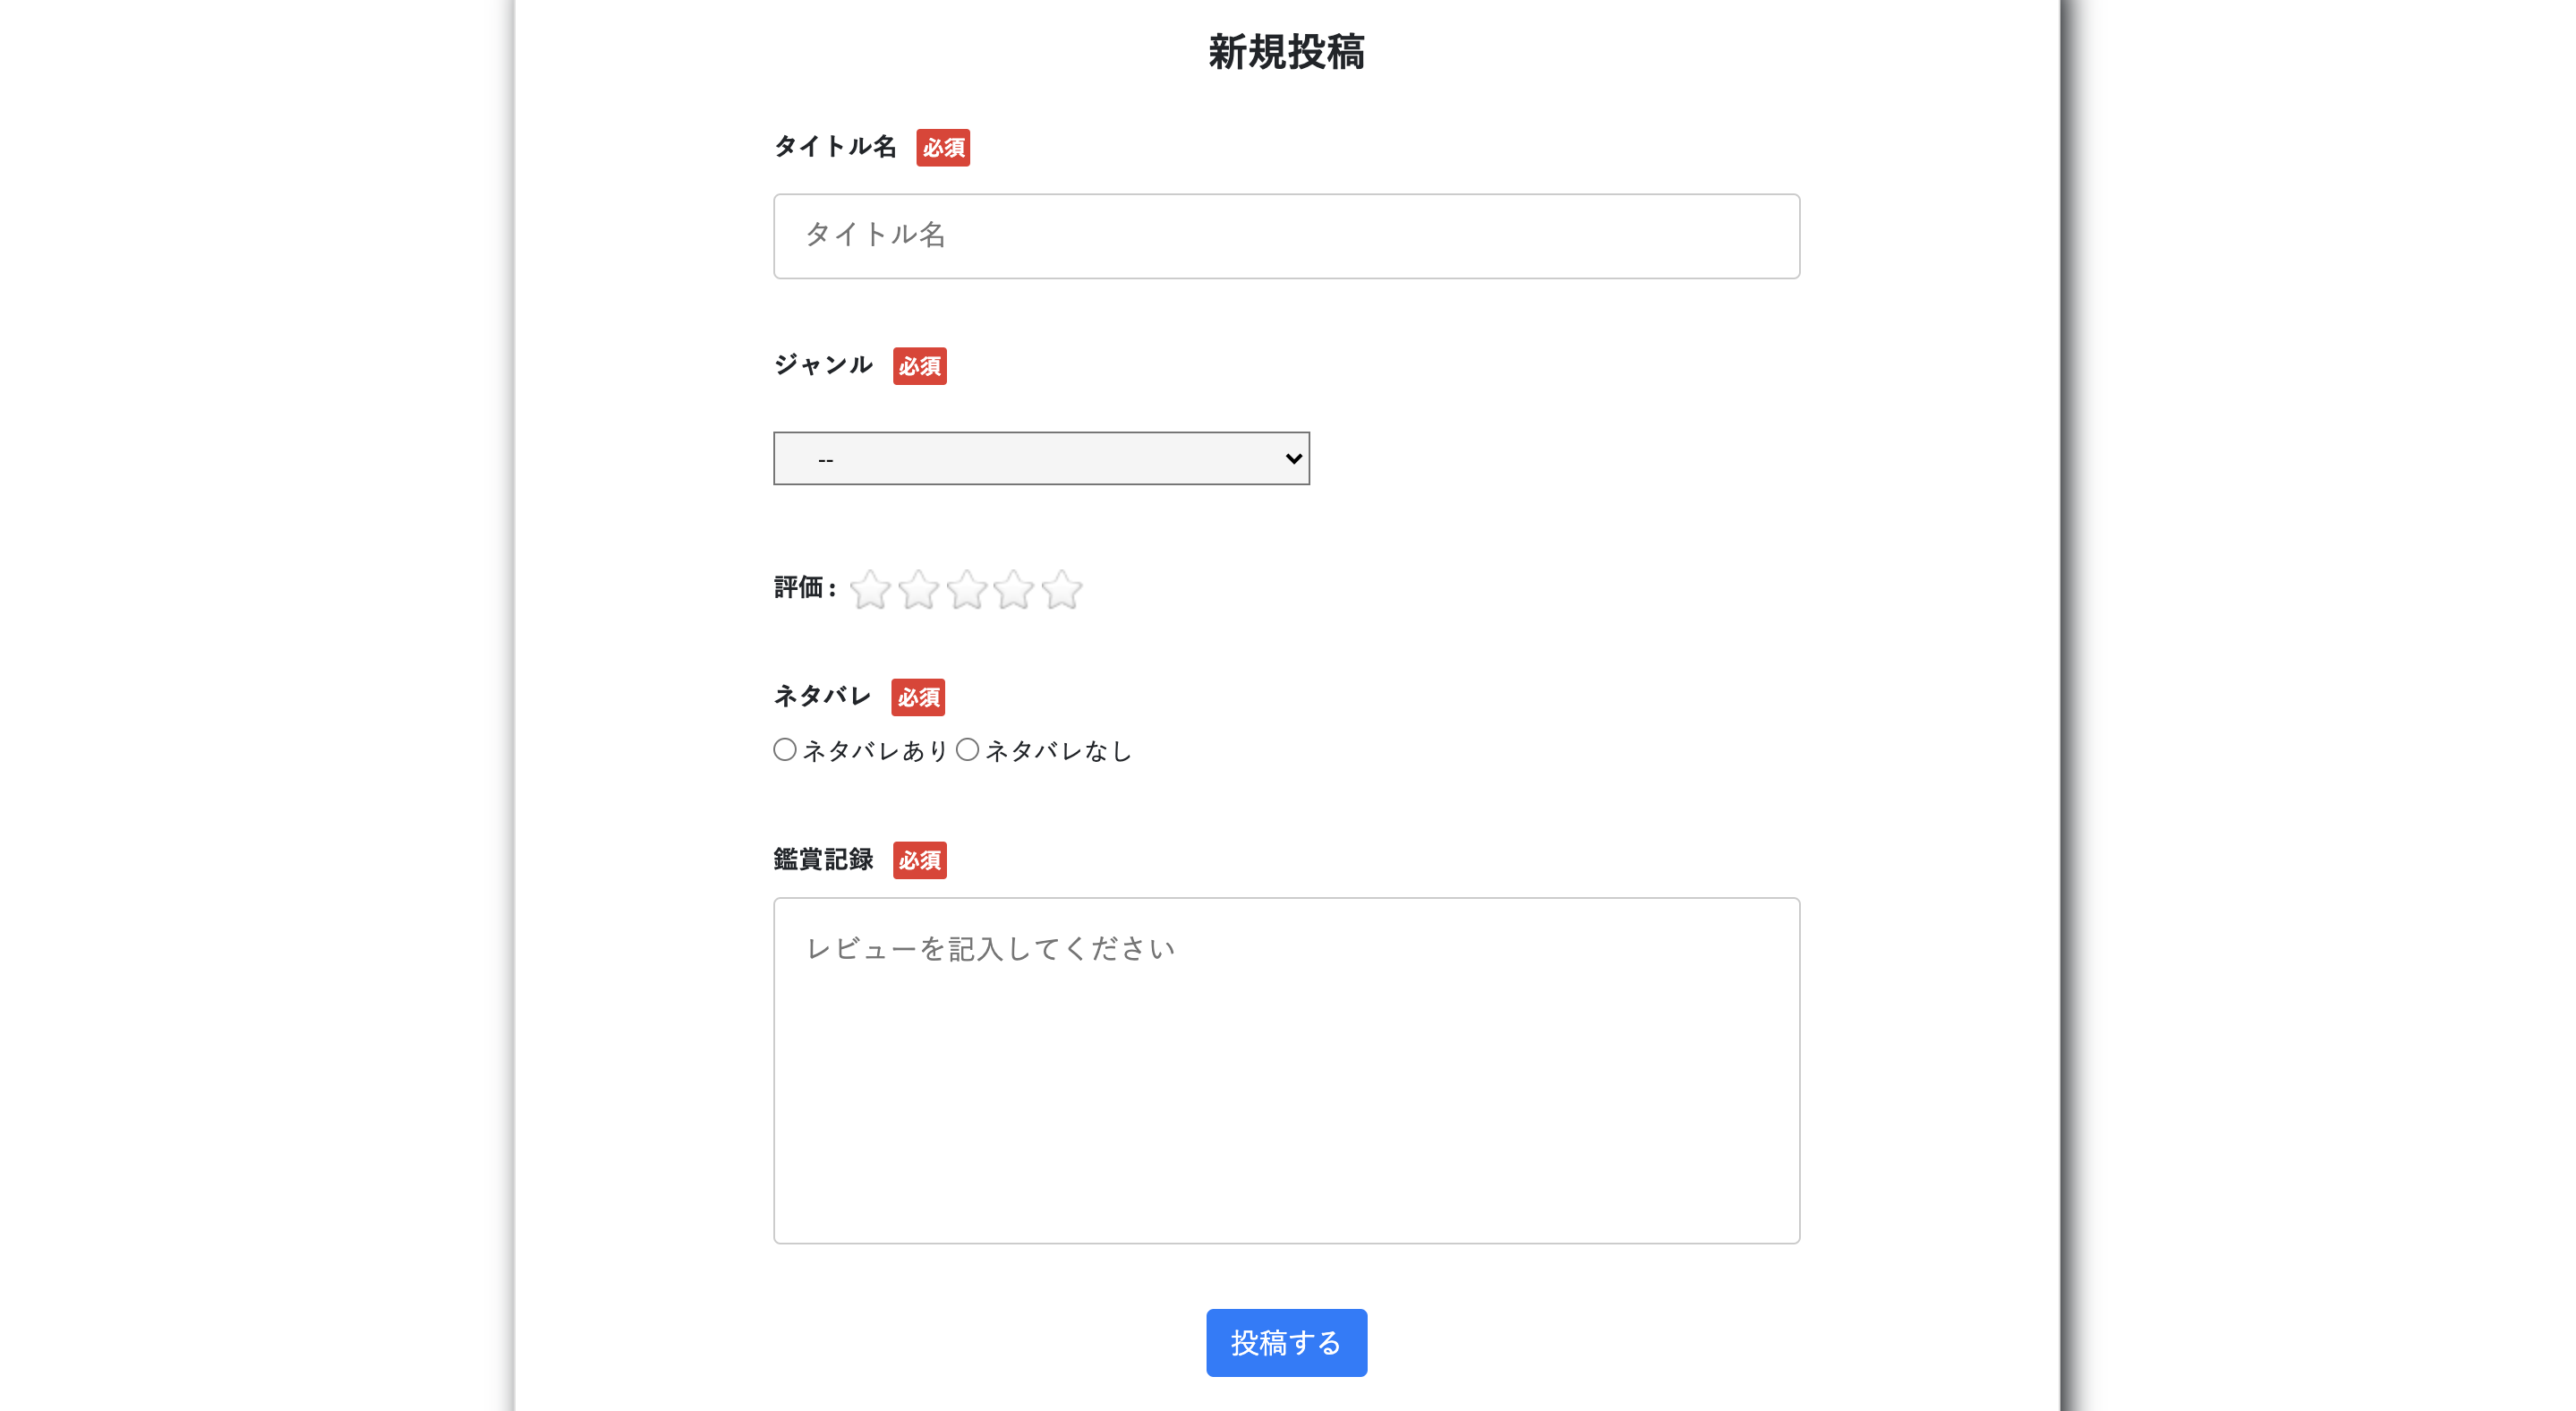 新規投稿
タイトル名 必須
タイトル名
ジャンル 必須
--
評価 :
ネタバレ 必須
ネタバレあり ネタバレなし
鑑賞記録 必須
レビューを記入してください
投稿する